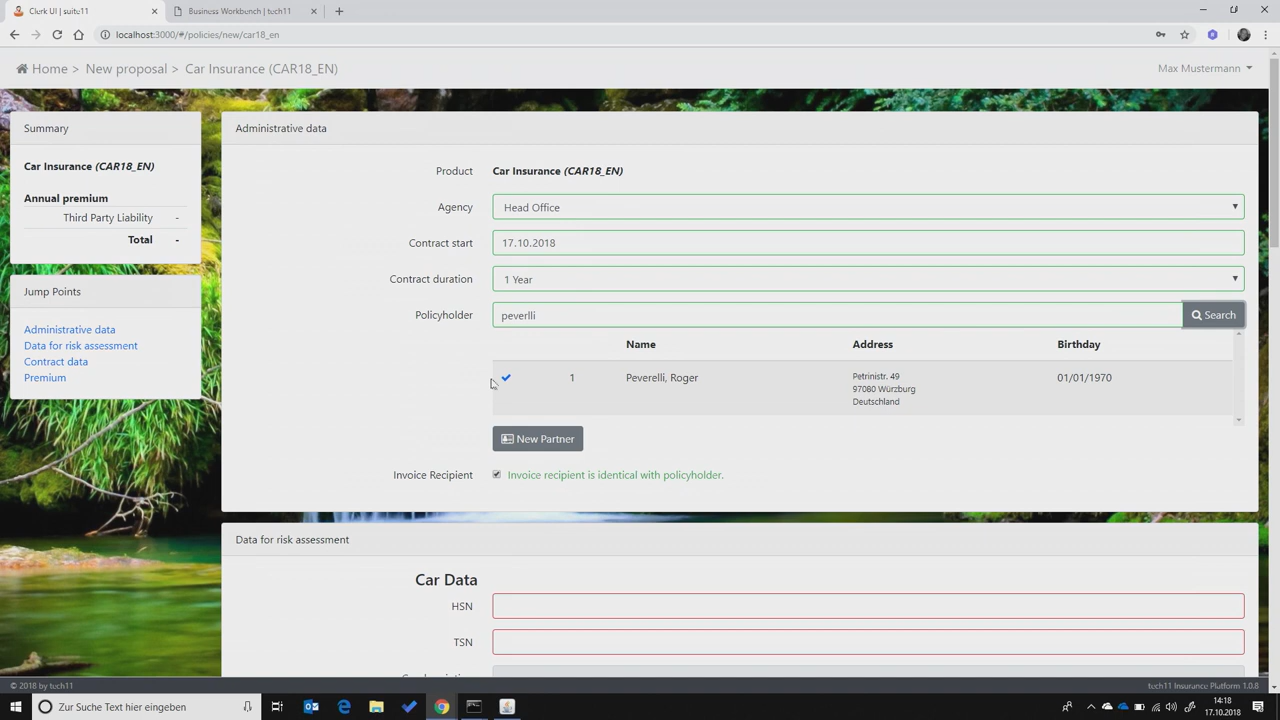 Clerk UI | suite11
Business Workbench | tech11
localhost:3000/#/policies/new/car18_en
Home > New proposal > Car Insurance (CAR18_EN)
Max Mustermann
Summary
Car Insurance (CAR18_EN)
Annual premium
Third Party Liability -
Total -
Jump Points
Administrative data
Data for risk assessment
Contract data
Premium
Administrative data
Product Car Insurance (CAR18_EN)
Agency Head Office
Contract start 17.10.2018
Contract duration 1 Year
Policyholder peverlli Search
Name Address Birthday
1 Peverelli, Roger Petrinistr. 49 01/01/1970
97080 Würzburg
Deutschland
New Partner
Invoice Recipient Invoice recipient is identical with policyholder.
Data for risk assessment
Car Data
HSN
TSN
© 2018 by tech11
tech11 Insurance Platform 1.0.8
Zur Suche Text hier eingeben
14:18
17.10.2018